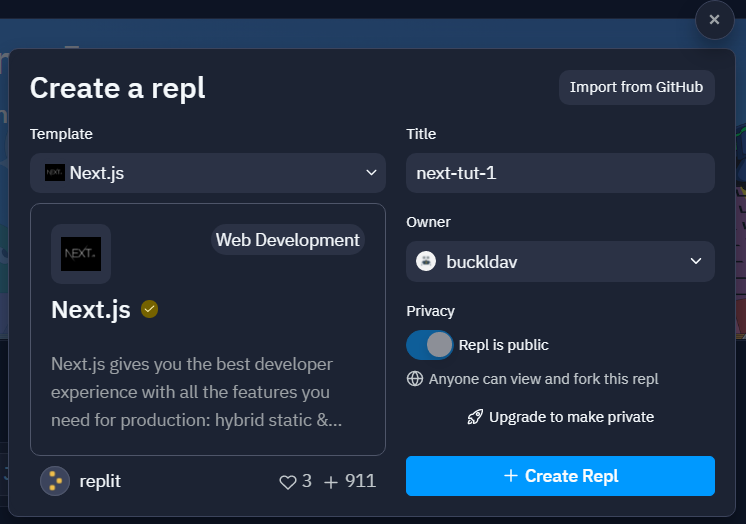 Create a repl
Import from GitHub
Template
NEXT.
Next.js
Title
next-tut-1
NEXT.
Web Development
Next.js
Next.js gives you the best developer
experience with all the features you
need for production: hybrid static &...
replit
3
911
Owner
buckldav
Privacy
Repl is public
Anyone can view and fork this repl
Upgrade to make private
+ Create Repl